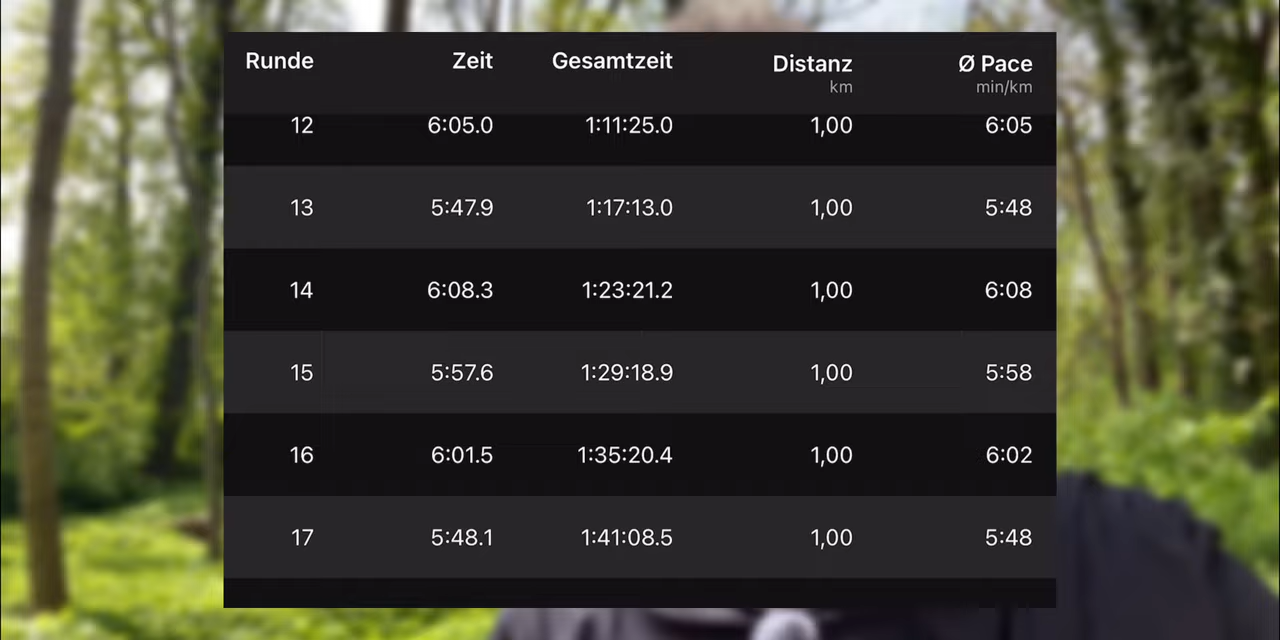 Runde Zeit Gesamtzeit Distanz Ø Pace
km min/km
12 6:05.0 1:11:25.0 1,00 6:05
13 5:47.9 1:17:13.0 1,00 5:48
14 6:08.3 1:23:21.2 1,00 6:08
15 5:57.6 1:29:18.9 1,00 5:58
16 6:01.5 1:35:20.4 1,00 6:02
17 5:48.1 1:41:08.5 1,00 5:48